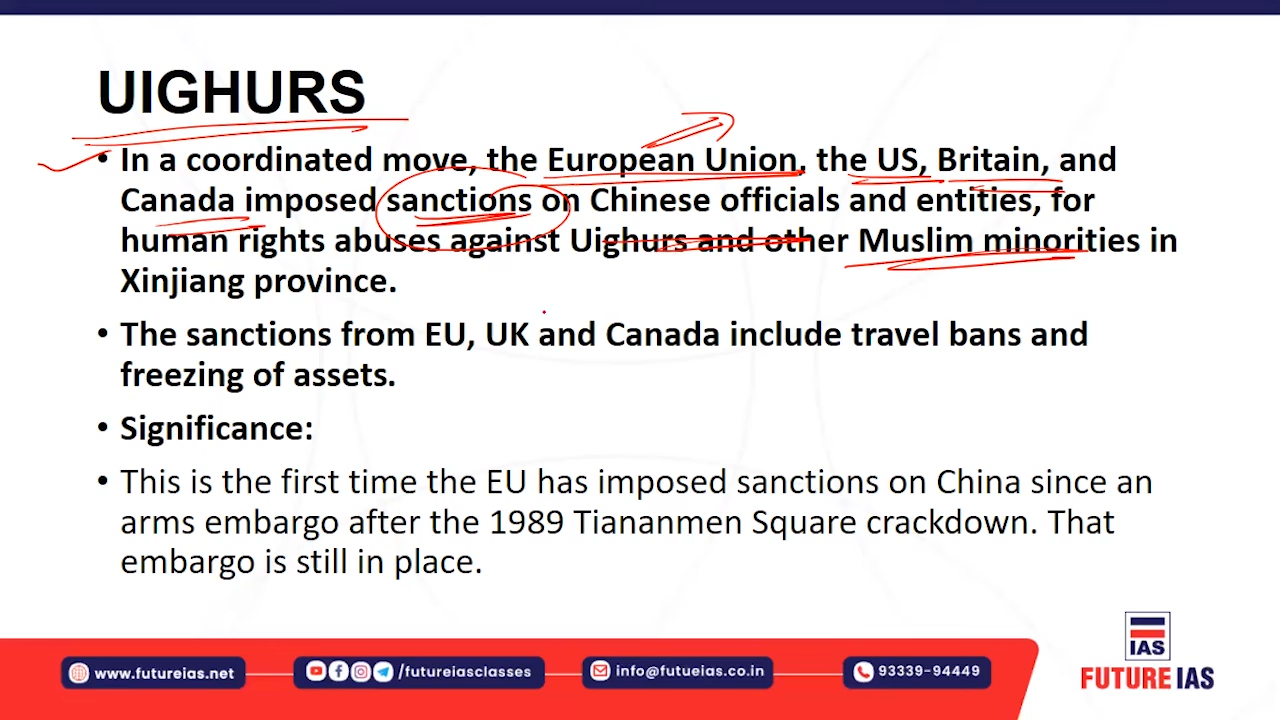 UIGHURS
• In a coordinated move, the European Union, the US, Britain, and
Canada imposed sanctions on Chinese officials and entities, for
human rights abuses against Uighurs and other Muslim minorities in
Xinjiang province.
• The sanctions from EU, UK and Canada include travel bans and
freezing of assets.
• Significance:
• This is the first time the EU has imposed sanctions on China since an
arms embargo after the 1989 Tiananmen Square crackdown. That
embargo is still in place.
IAS
FUTURE IAS
www.futureias.net
/futureiasclasses
info@futueias.co.in
93339-94449